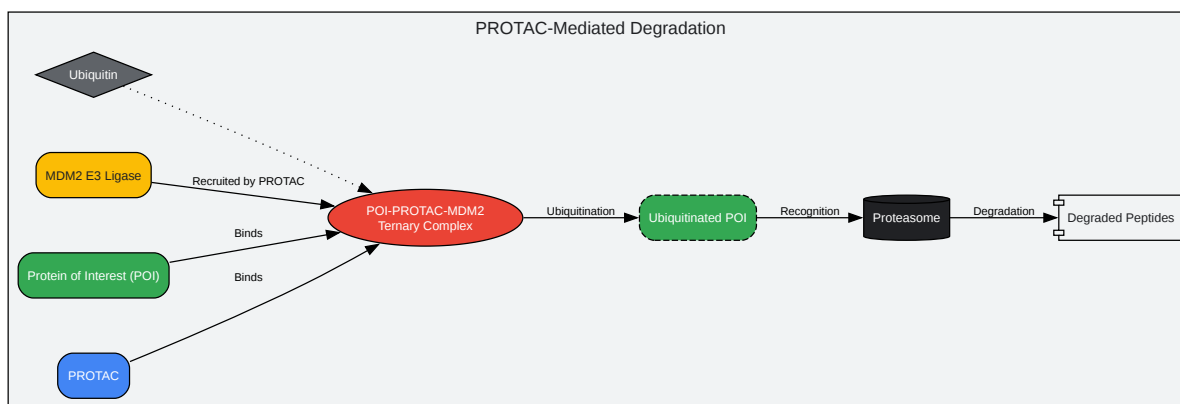 PROTAC-Mediated Degradation
Ubiquitin
MDM2 E3 Ligase
Recruited by PROTAC
Protein of Interest (POI)
Binds
Binds
PROTAC
POI-PROTAC-MDM2
Ternary Complex
Ubiquitination
Ubiquitinated POI
Recognition
Proteasome
Degradation
Degraded Peptides